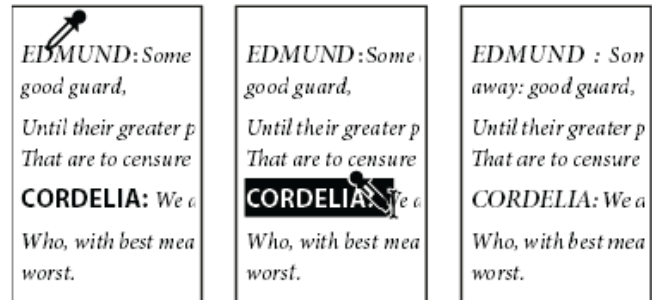 EDMUND: Some
good guard,
Until their greater p
That are to censure
CORDELIA: We a
Who, with best mea
worst.
EDMUND :Some
good guard,
Until their greater p
That are to censure
CORDELIA: We a
Who, with best mea
worst.
EDMUND : Som
away: good guard,
Until their greater p
That are to censure
CORDELIA: We a
Who, with best mea
worst.